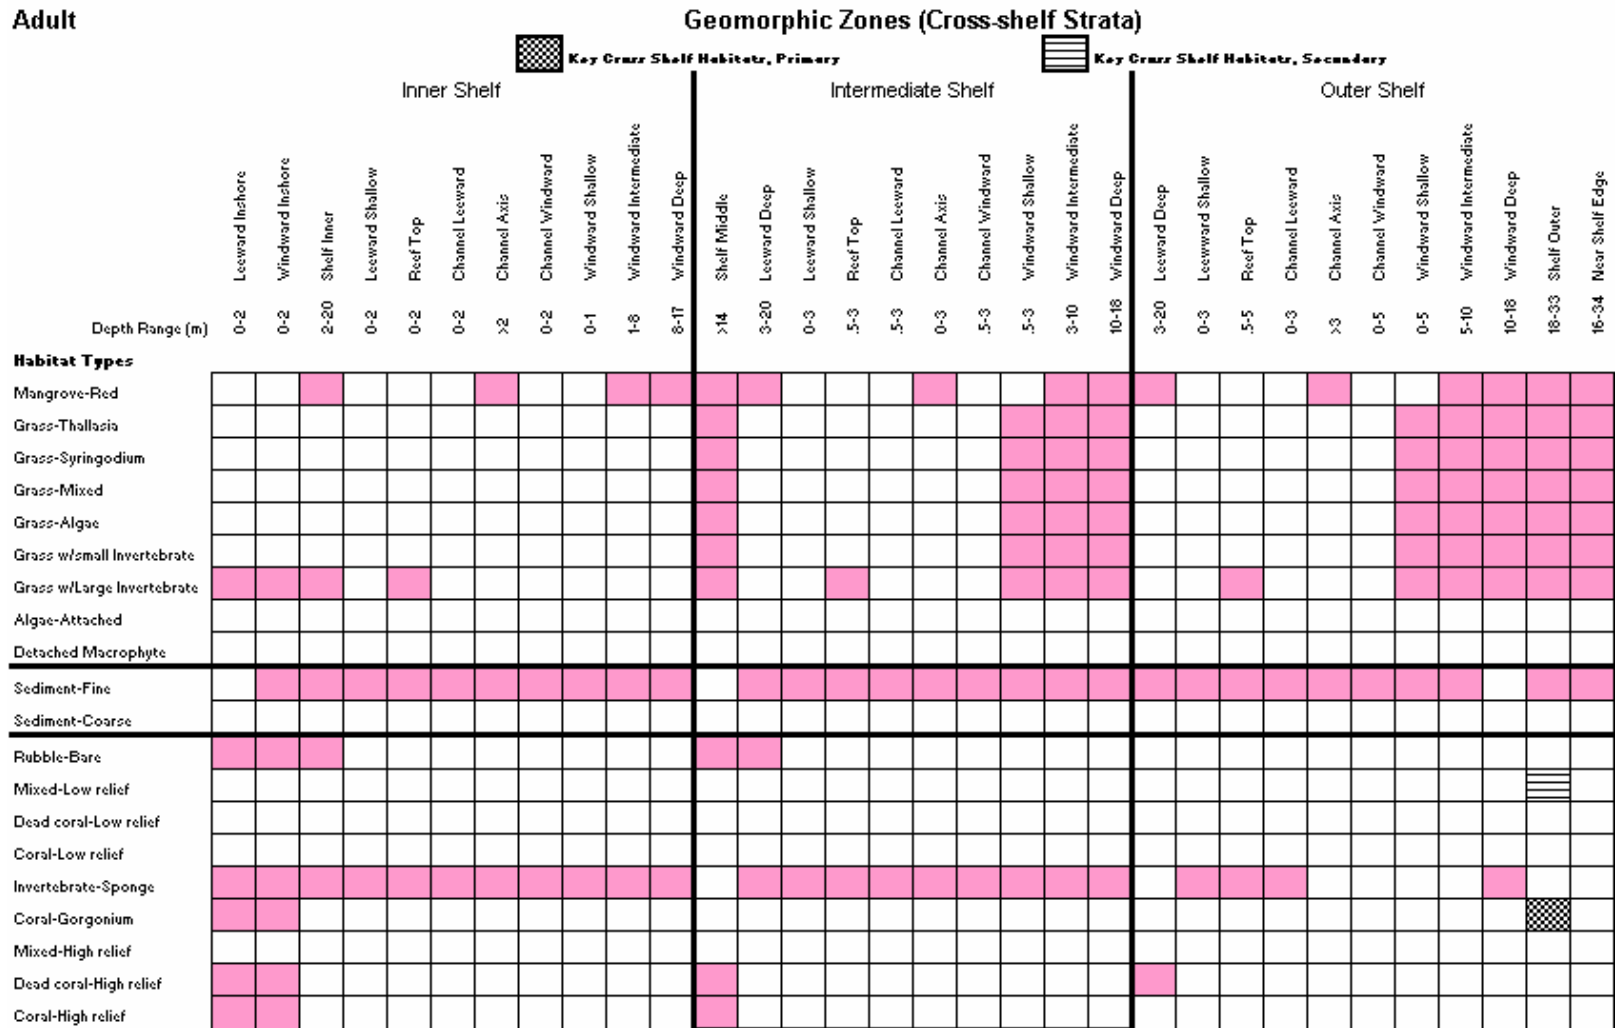 Adult
Geomorphic Zones (Cross-shelf Strata)
Key Cross Shelf Habitats, Primary
Key Cross Shelf Habitats, Secondary
Inner Shelf
Intermediate Shelf
Outer Shelf
Leeward Inshore
Windward Inshore
Shelf Inner
Leeward Shallow
Reef Top
Channel Leeward
Channel Axis
Channel Windward
Windward Shallow
Windward Intermediate
Windward Deep
Shelf Middle
Leeward Deep
Leeward Shallow
Reef Top
Channel Leeward
Channel Axis
Channel Windward
Windward Shallow
Windward Intermediate
Windward Deep
Leeward Deep
Leewward Shallow
Reef Top
Channel Leeward
Channel Axis
Channel Windward
Windward Shallow
Windward Intermediate
Windward Deep
Shelf Outer
Near Shelf Edge
Depth Range (m) 0-2 0-2 2-20 0-2 0-2 0-2 >2 0-2 0-1 1-8 8-17 >14 3-20 0-3 .5-3 .5-3 0-3 .5-3 .5-3 3-10 10-18 3-20 0-3 .5-5 0-3 >3 0-5 0-5 5-10 10-18 18-33 16-34
Habitat Types
Mangrove-Red
Grass-Thallasia
Grass-Syringodium
Grass-Mixed
Grass-Algae
Grass w/small Invertebrate
Grass w/Large Invertebrate
Algae-Attached
Detached Macrophyte
Sediment-Fine
Sediment-Coarse
Rubble-Bare
Mixed-Low relief
Dead coral-Low relief
Coral-Low relief
Invertebrate-Sponge
Coral-Gorgonium
Mixed-High relief
Dead coral-High relief
Coral-High relief